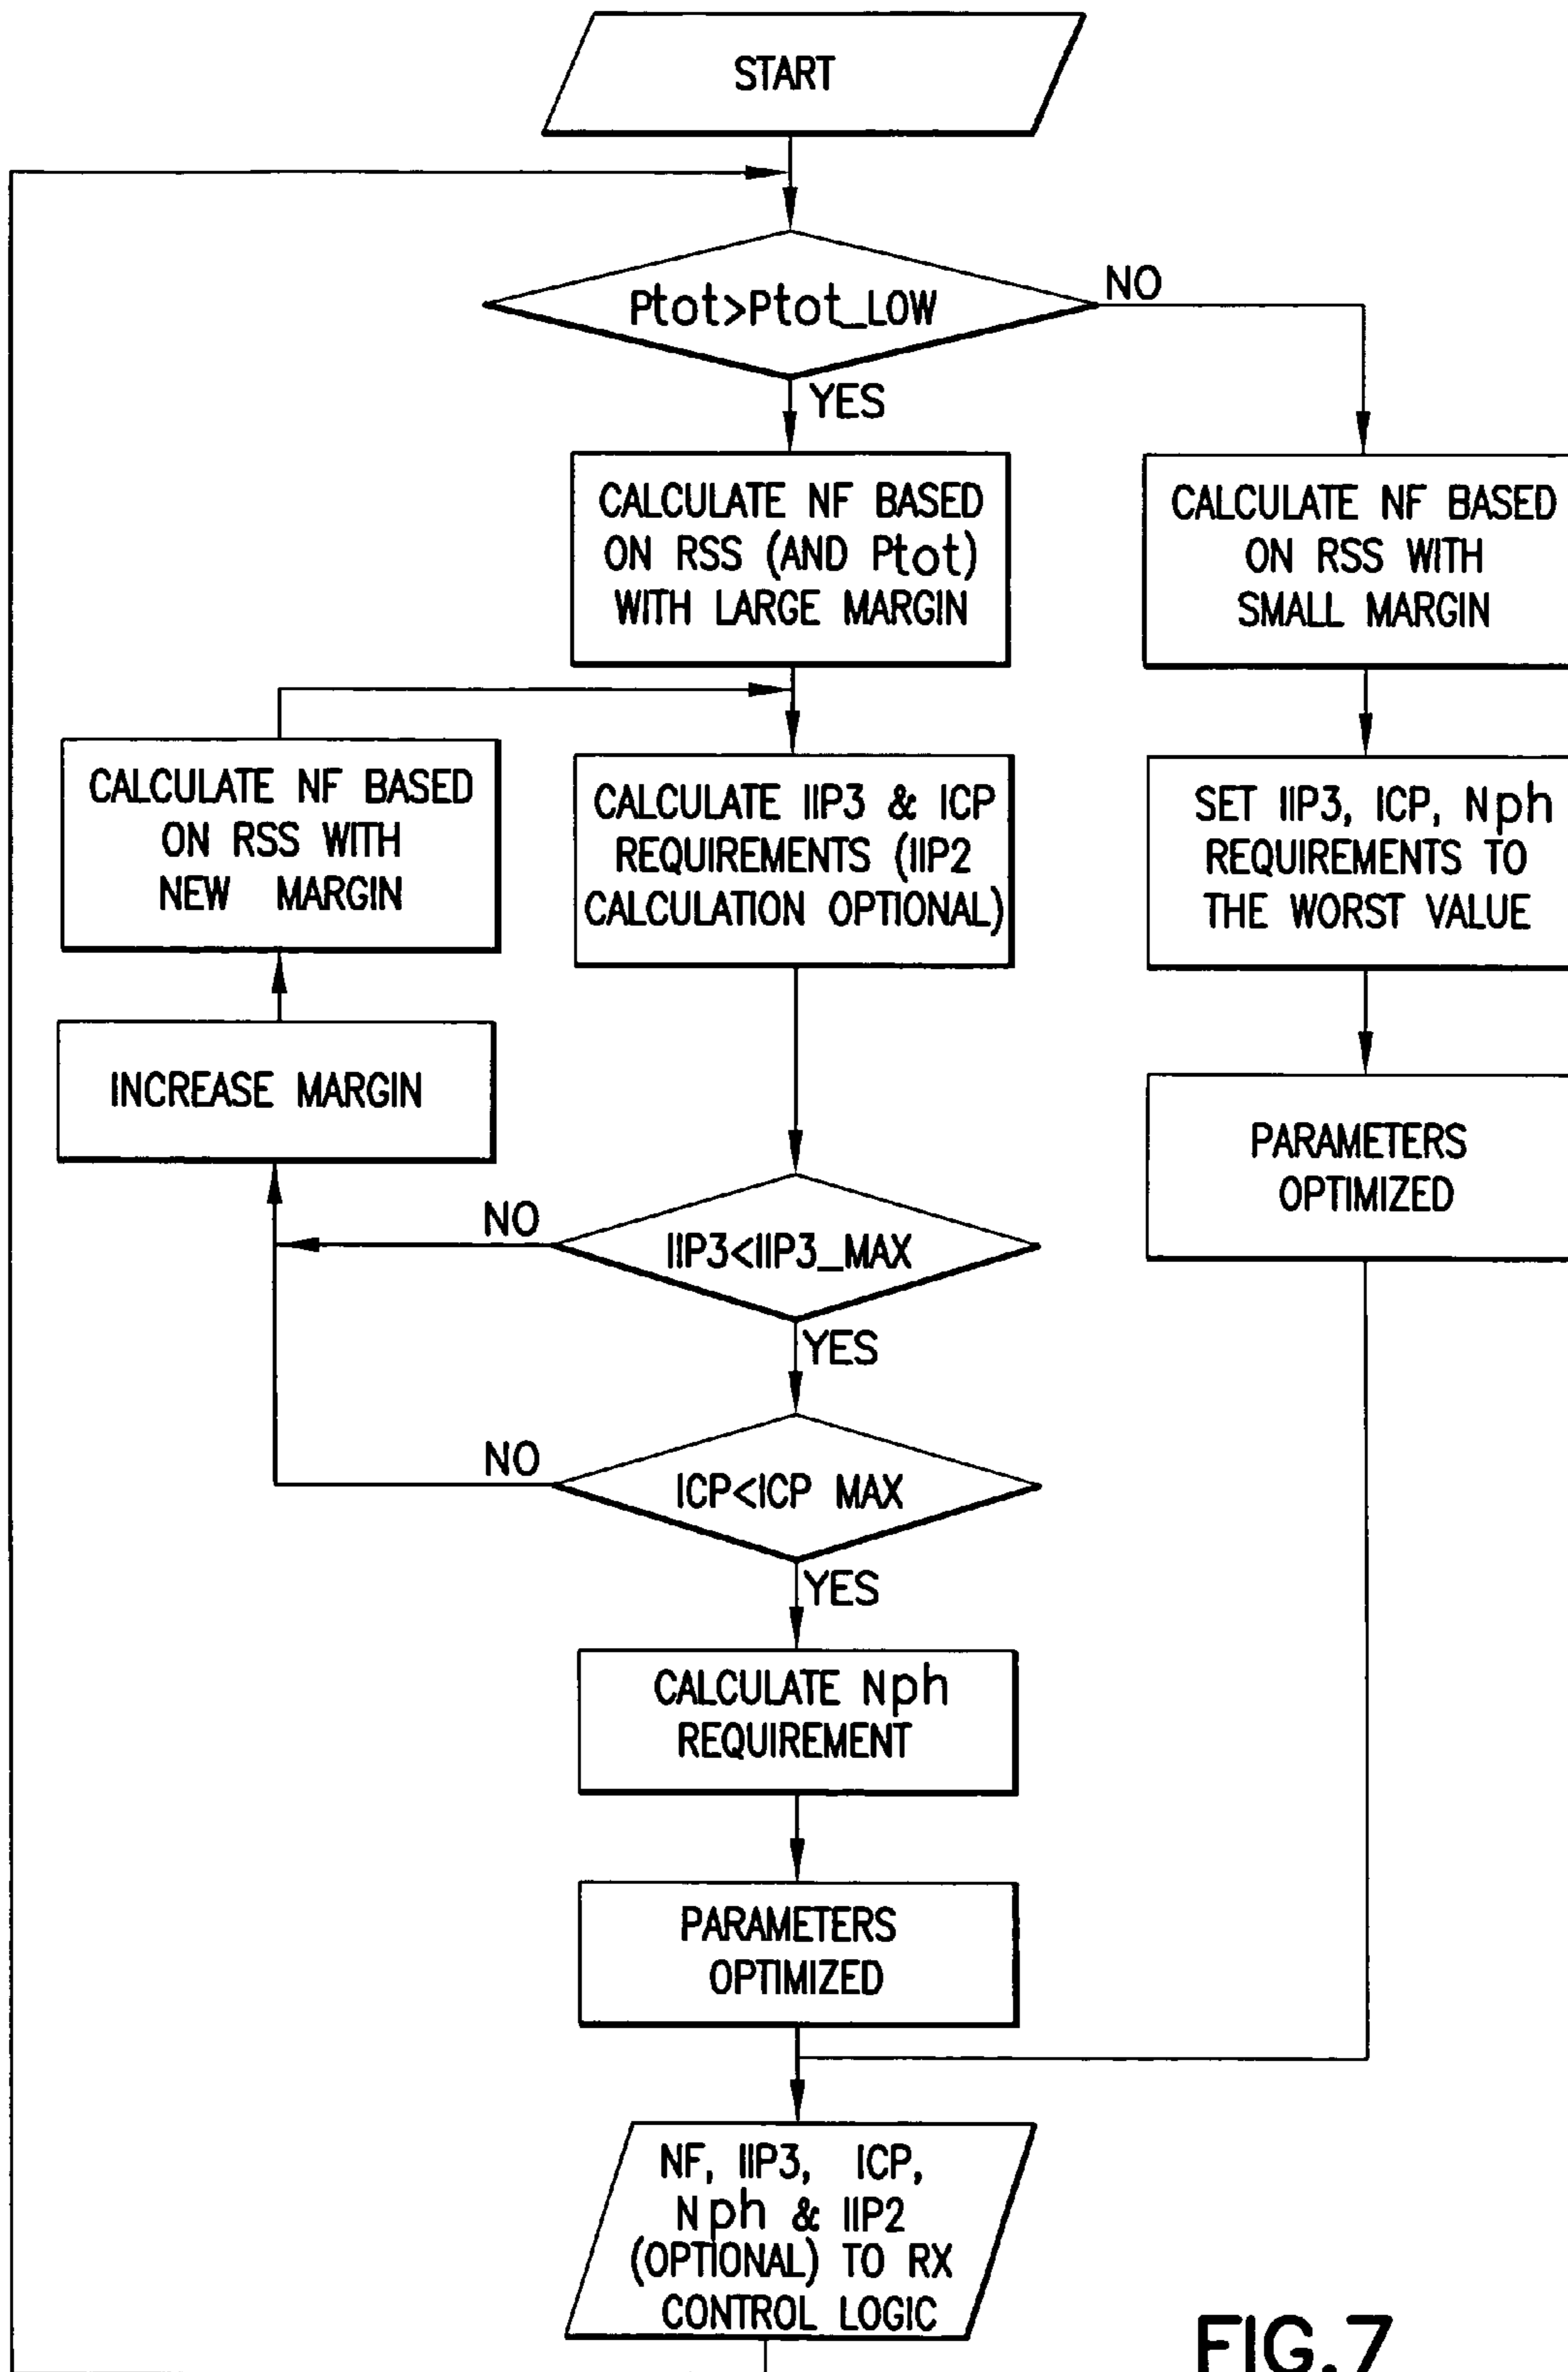 START
Ptot>Ptot_LOW
NO
YES
CALCULATE NF BASED
ON RSS (AND Ptot)
WITH LARGE MARGIN
CALCULATE NF BASED
ON RSS WITH
SMALL MARGIN
CALCULATE NF BASED
ON RSS WITH
NEW MARGIN
CALCULATE IIP3 & ICP
REQUIREMENTS (IIP2
CALCULATION OPTIONAL)
SET IIP3, ICP, Nph
REQUIREMENTS TO
THE WORST VALUE
INCREASE MARGIN
PARAMETERS
OPTIMIZED
NO
IIP3<IIP3_MAX
YES
NO
ICP<ICP MAX
YES
CALCULATE Nph
REQUIREMENT
PARAMETERS
OPTIMIZED
NF, IIP3, ICP,
Nph & IIP2
(OPTIONAL) TO RX
CONTROL LOGIC
FIG.7